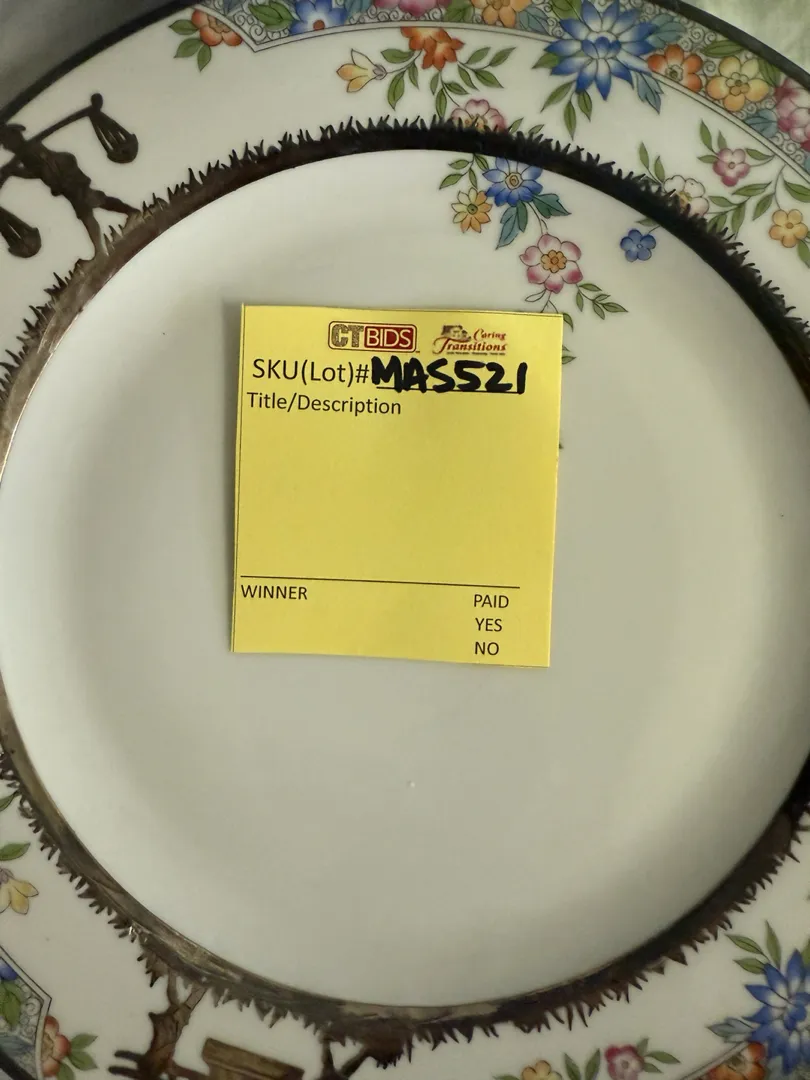 CTBIDS Caring Transitions
SKU(Lot)#MAS521
Title/Description
WINNER PAID
YES
NO